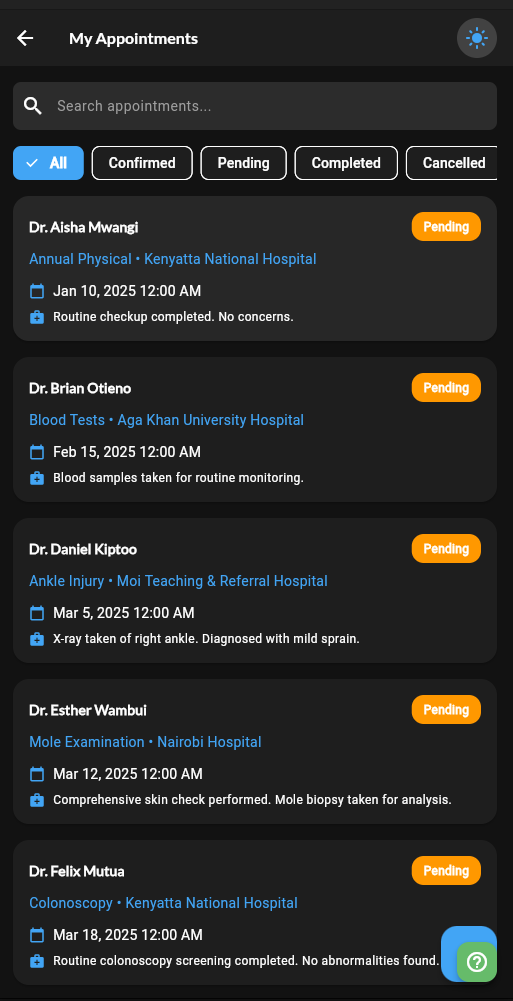 My Appointments
Search appointments...
All Confirmed Pending Completed Cancelled
Dr. Aisha Mwangi Pending
Annual Physical • Kenyatta National Hospital
Jan 10, 2025 12:00 AM
Routine checkup completed. No concerns.
Dr. Brian Otieno Pending
Blood Tests • Aga Khan University Hospital
Feb 15, 2025 12:00 AM
Blood samples taken for routine monitoring.
Dr. Daniel Kiptoo Pending
Ankle Injury • Moi Teaching & Referral Hospital
Mar 5, 2025 12:00 AM
X-ray taken of right ankle. Diagnosed with mild sprain.
Dr. Esther Wambui Pending
Mole Examination • Nairobi Hospital
Mar 12, 2025 12:00 AM
Comprehensive skin check performed. Mole biopsy taken for analysis.
Dr. Felix Mutua Pending
Colonoscopy • Kenyatta National Hospital
Mar 18, 2025 12:00 AM
Routine colonoscopy screening completed. No abnormalities found.